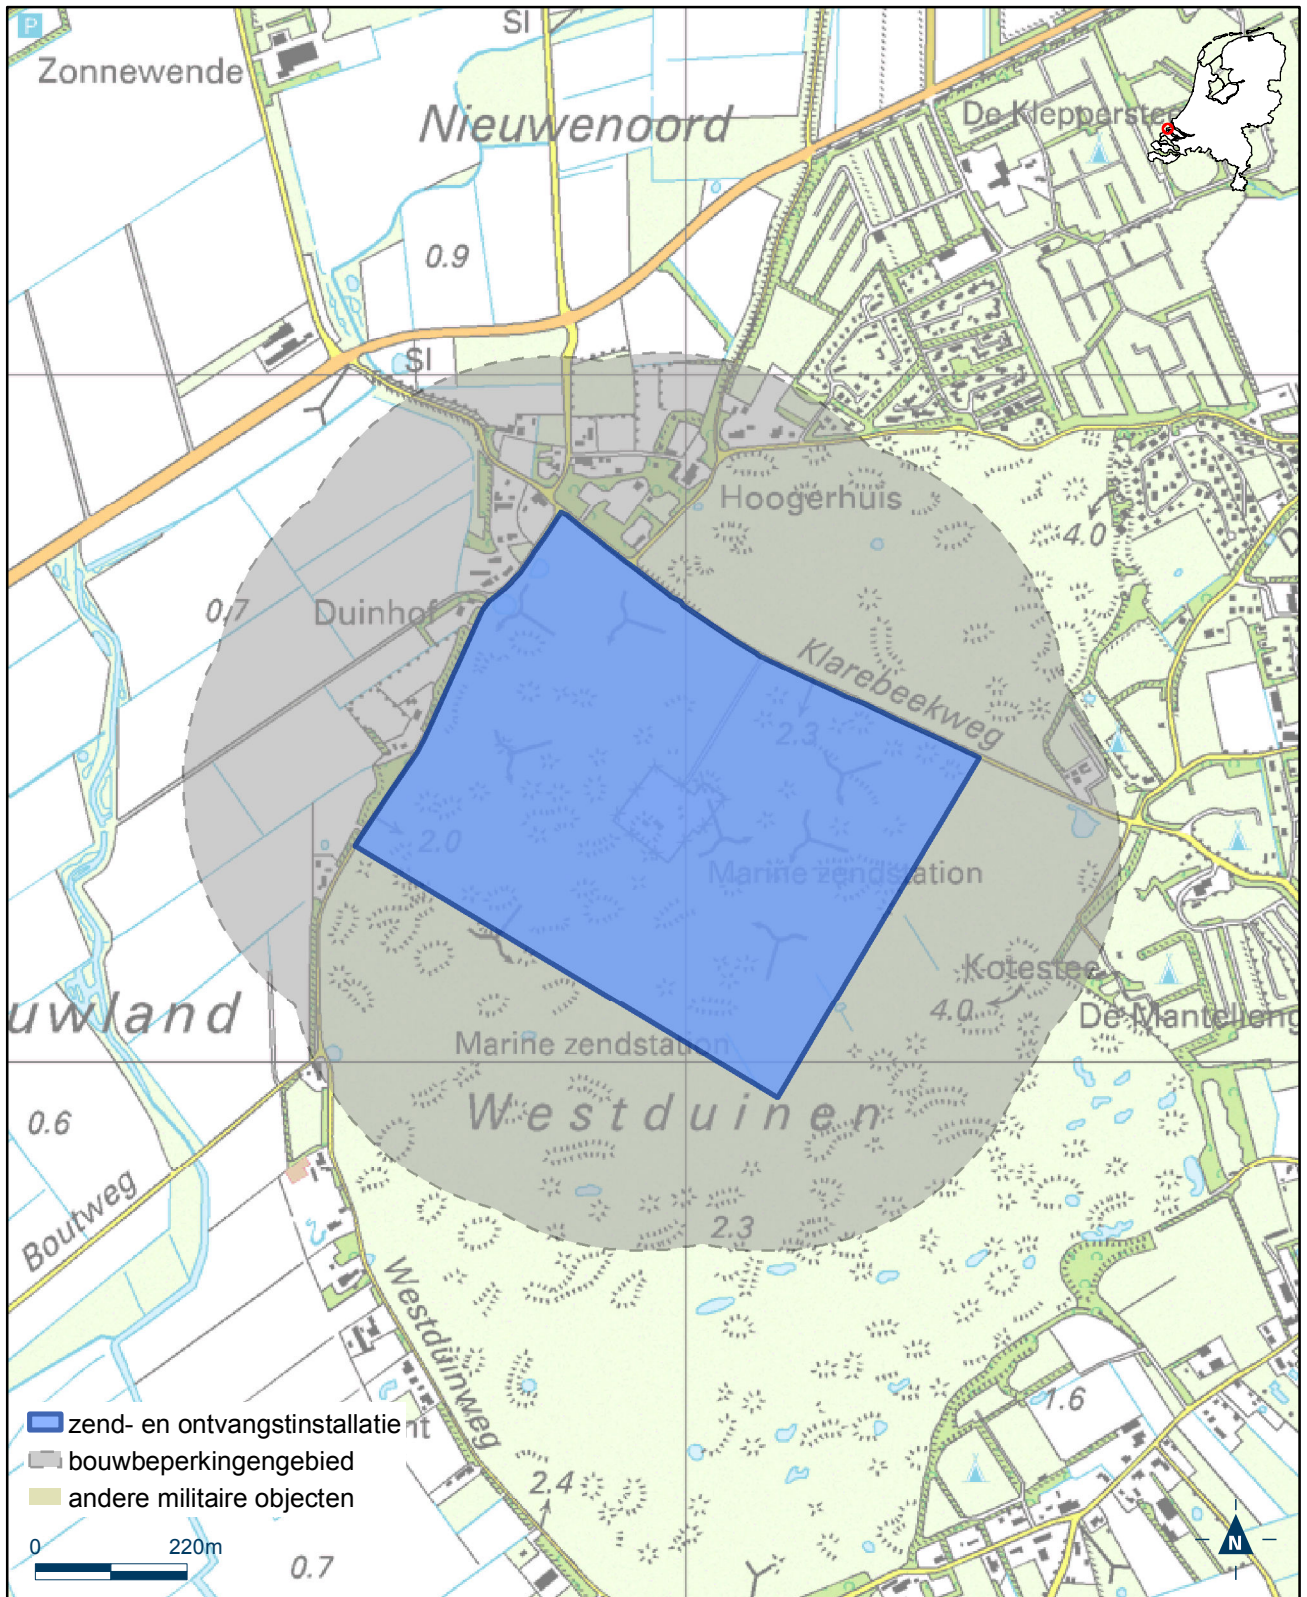 P
Sl
Zonnewende
De Klepperstee
Nieuwenoord
0.9
Sl
Hoogerhuis
4.0
0.7
Duinhof
Klarebeekweg
2.3
2.0
Marine zendstation
Kotestee
4.0
uwland
De Mantelleng
Marine zendstation
Westduinen
0.6
Boutweg
2.3
Westduinweg
1.6
zend- en ontvangstinstallatie
nt
bouwbeperkingengebied
2.4
andere militaire objecten
0 220m
N
0.7